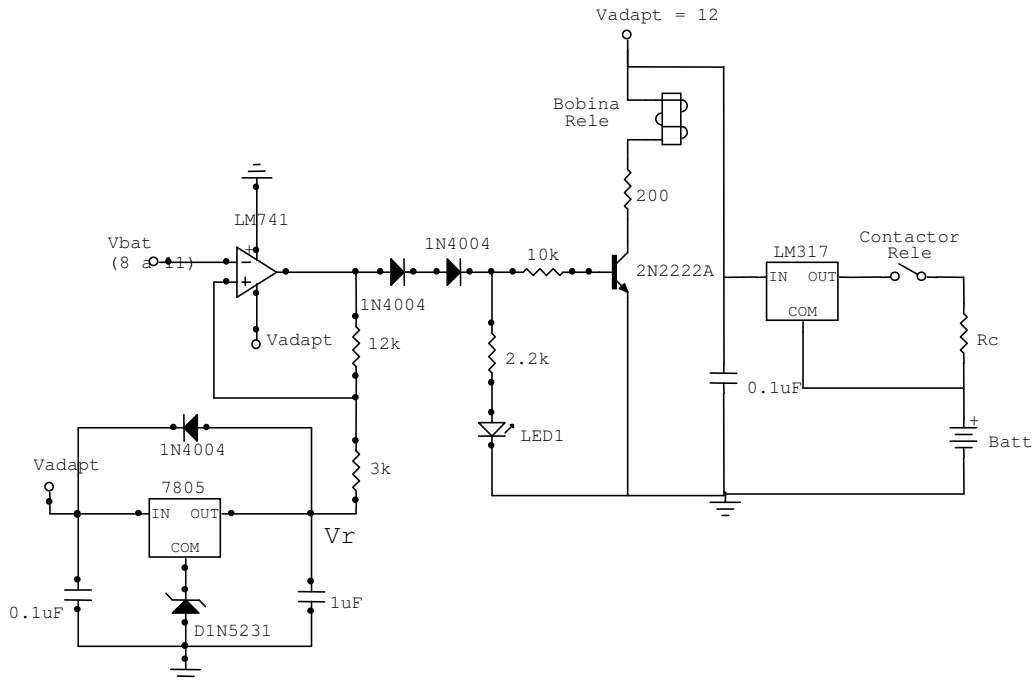 Vadapt = 12
Bobina
Rele
200
LM741
+
Vbat
(8 a 11)
−
+
Vadapt
1N4004
1N4004
10k
2N2222A
12k
2.2k
LED1
3k
LM317
IN OUT
COM
Contactor
Rele
Rc
0.1uF
+
Batt
1N4004
Vadapt
7805
IN OUT
COM
Vr
0.1uF
1uF
D1N5231